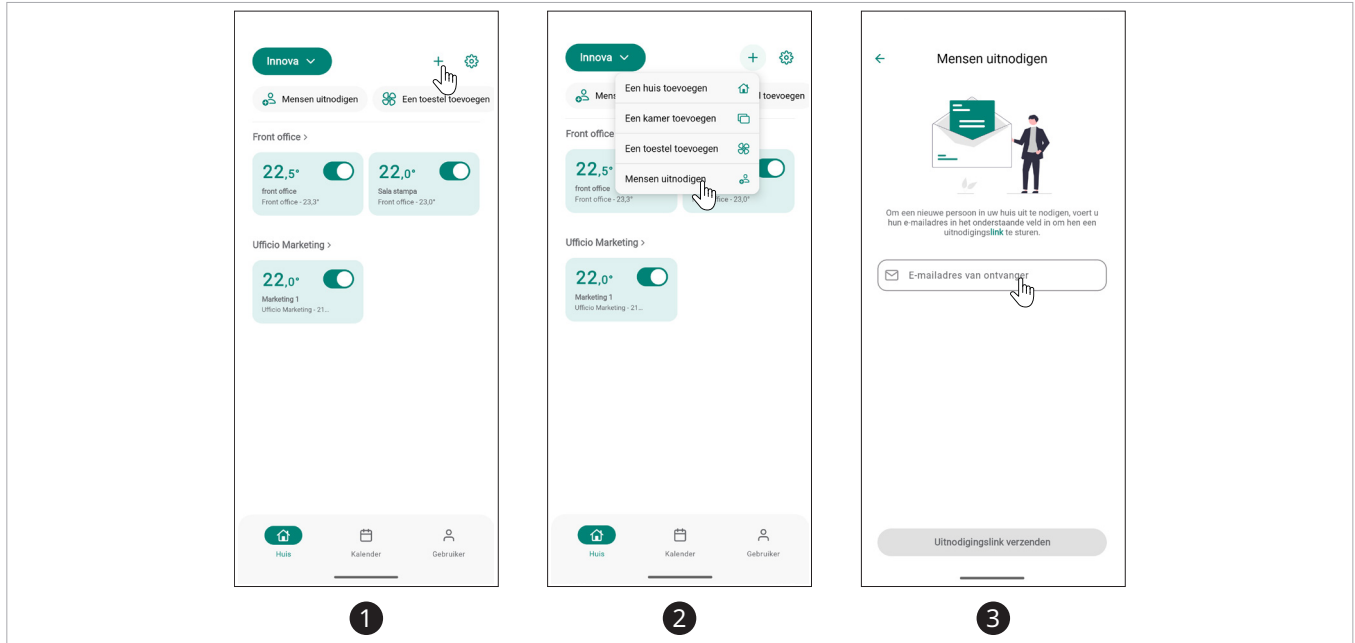 Innova
Mensen uitnodigen
Een toestel toevoegen
Front office >
22,5°
front office
Front office - 23,3°
22,0°
Sala stampa
Front office - 23,0°
Ufficio Marketing >
22,0°
Marketing 1
Ufficio Marketing - 21...
Huis
Kalender
Gebruiker
1
Innova
Een huis toevoegen
Een kamer toevoegen
Een toestel toevoegen
Mensen uitnodigen
Mens
l toevoegen
Front office
22,5°
front office
Front office - 23,3°
ffice - 23,0°
Ufficio Marketing >
22,0°
Marketing 1
Ufficio Marketing - 21...
Huis
Kalender
Gebruiker
2
Mensen uitnodigen
Om een nieuwe persoon in uw huis uit te nodigen, voert u
hun e-mailadres in het onderstaande veld in om hen een
uitnodigingslink te sturen.
E-mailadres van ontvanger
Uitnodigingslink verzenden
3